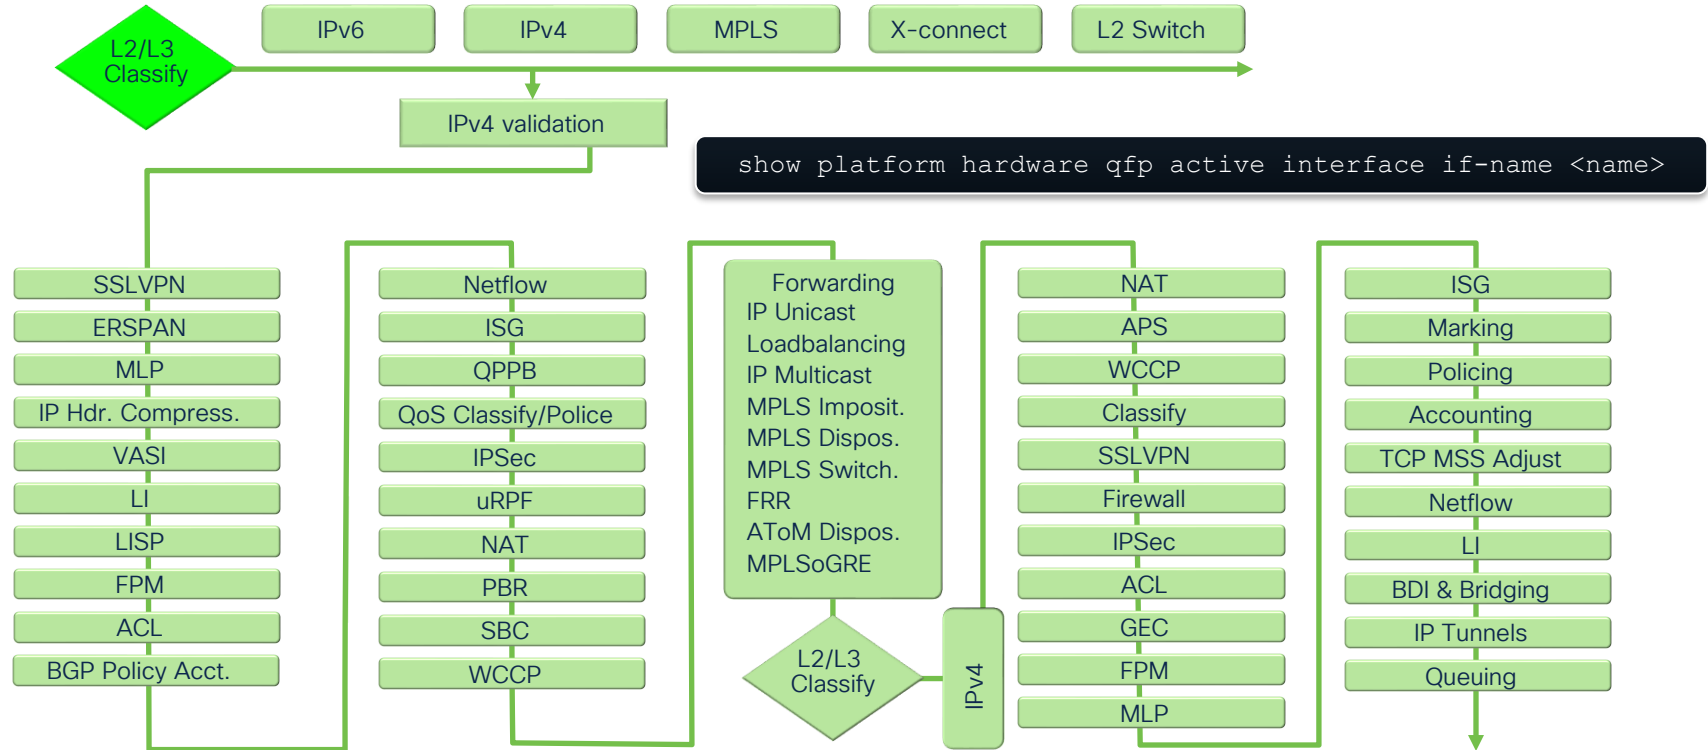 L2/L3
Classify
IPv6
IPv4
MPLS
X-connect
L2 Switch
IPv4 validation
show platform hardware qfp active interface if-name <name>
SSLVPN
ERSPAN
MLP
IP Hdr. Compress.
VASI
LI
LISP
FPM
ACL
BGP Policy Acct.
Netflow
ISG
QPPB
QoS Classify/Police
IPSec
uRPF
NAT
PBR
SBC
WCCP
Forwarding
IP Unicast
Loadbalancing
IP Multicast
MPLS Imposit.
MPLS Dispos.
MPLS Switch.
FRR
AToM Dispos.
MPLSoGRE
L2/L3
Classify
IPv4
NAT
APS
WCCP
Classify
SSLVPN
Firewall
IPSec
ACL
GEC
FPM
MLP
ISG
Marking
Policing
Accounting
TCP MSS Adjust
Netflow
LI
BDI & Bridging
IP Tunnels
Queuing